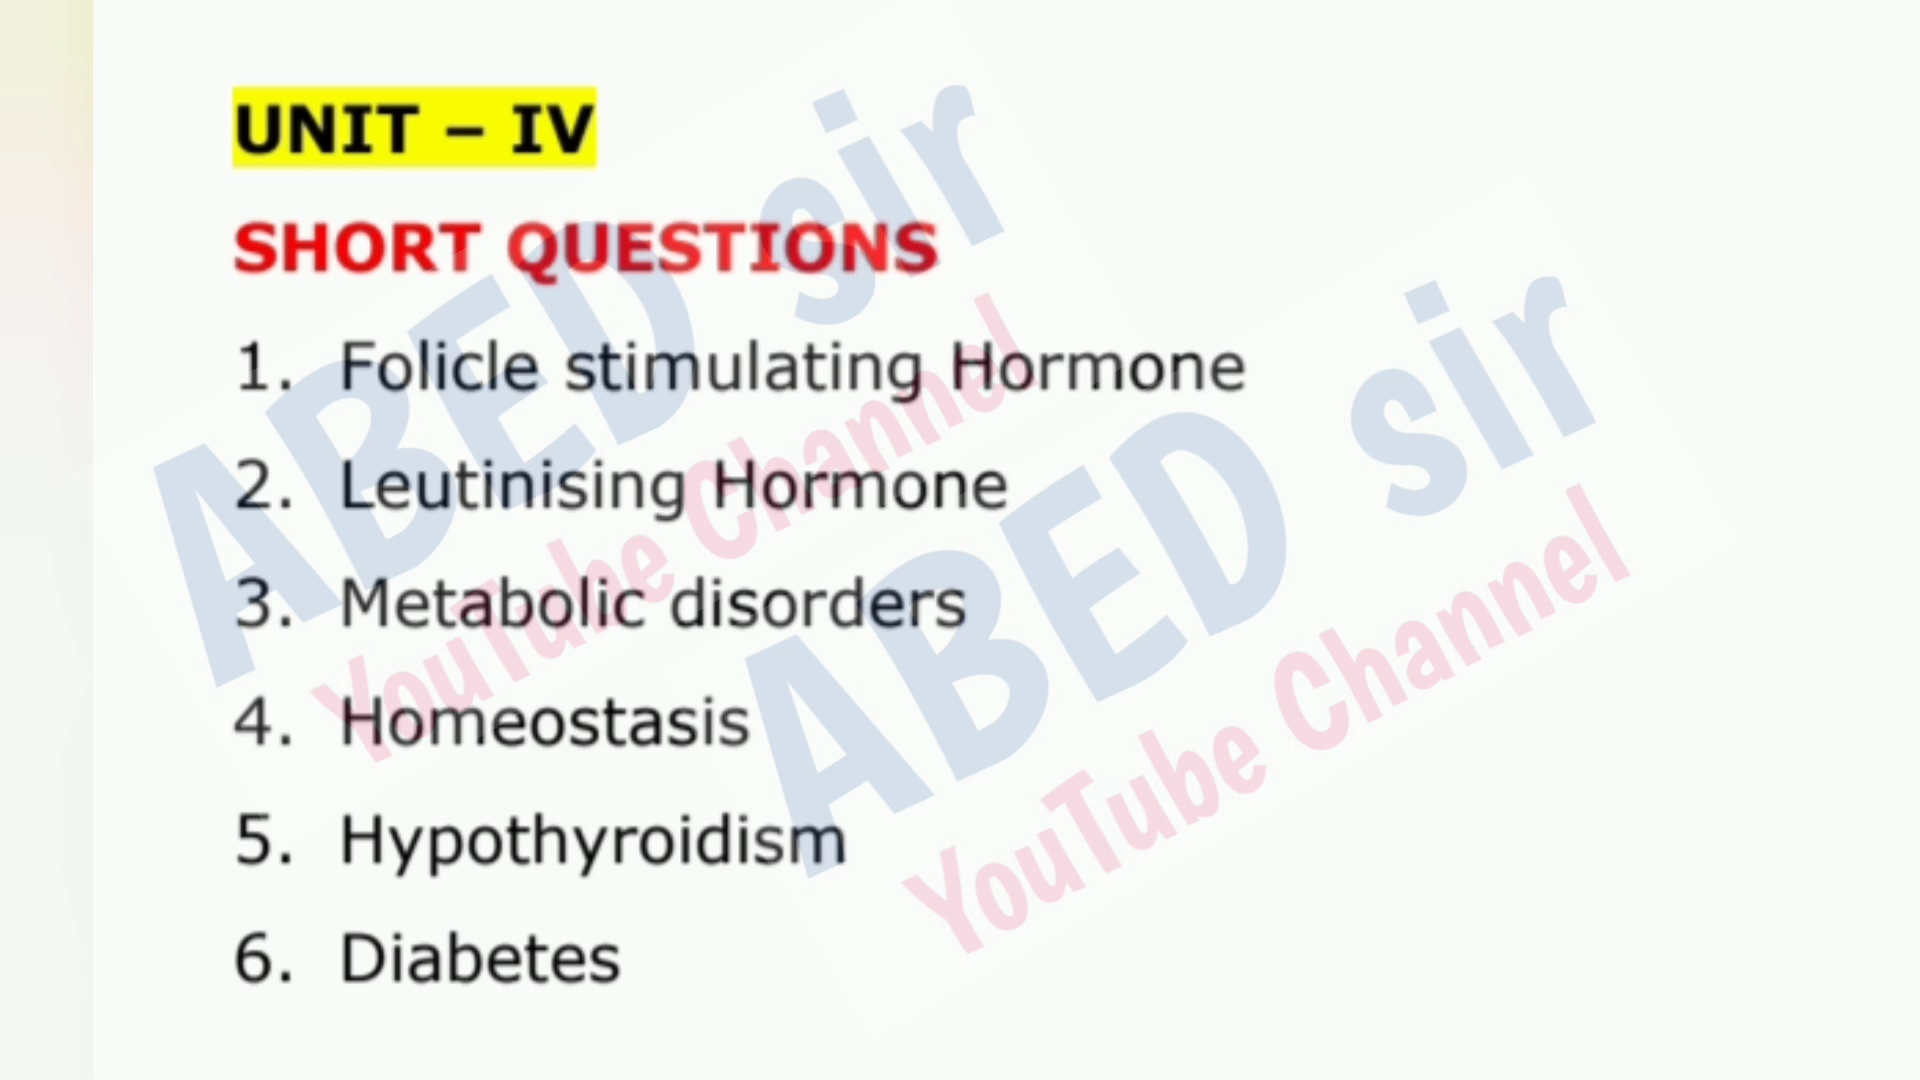 UNIT – IV
SHORT QUESTIONS
1. Folicle stimulating Hormone
2. Leutinising Hormone
3. Metabolic disorders
4. Homeostasis
5. Hypothyroidism
6. Diabetes
ABED sir
YouTube Channel
ABED sir
YouTube Channel